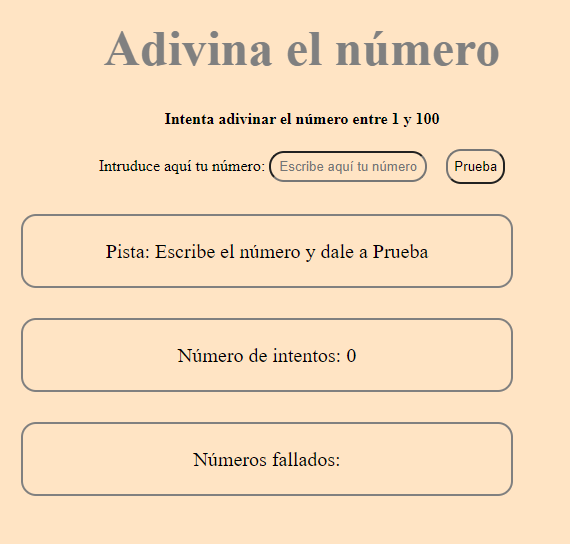 Adivina el número
Intenta adivinar el número entre 1 y 100
Intruduce aquí tu número: Escribe aquí tu número Prueba
Pista: Escribe el número y dale a Prueba
Número de intentos: 0
Números fallados: